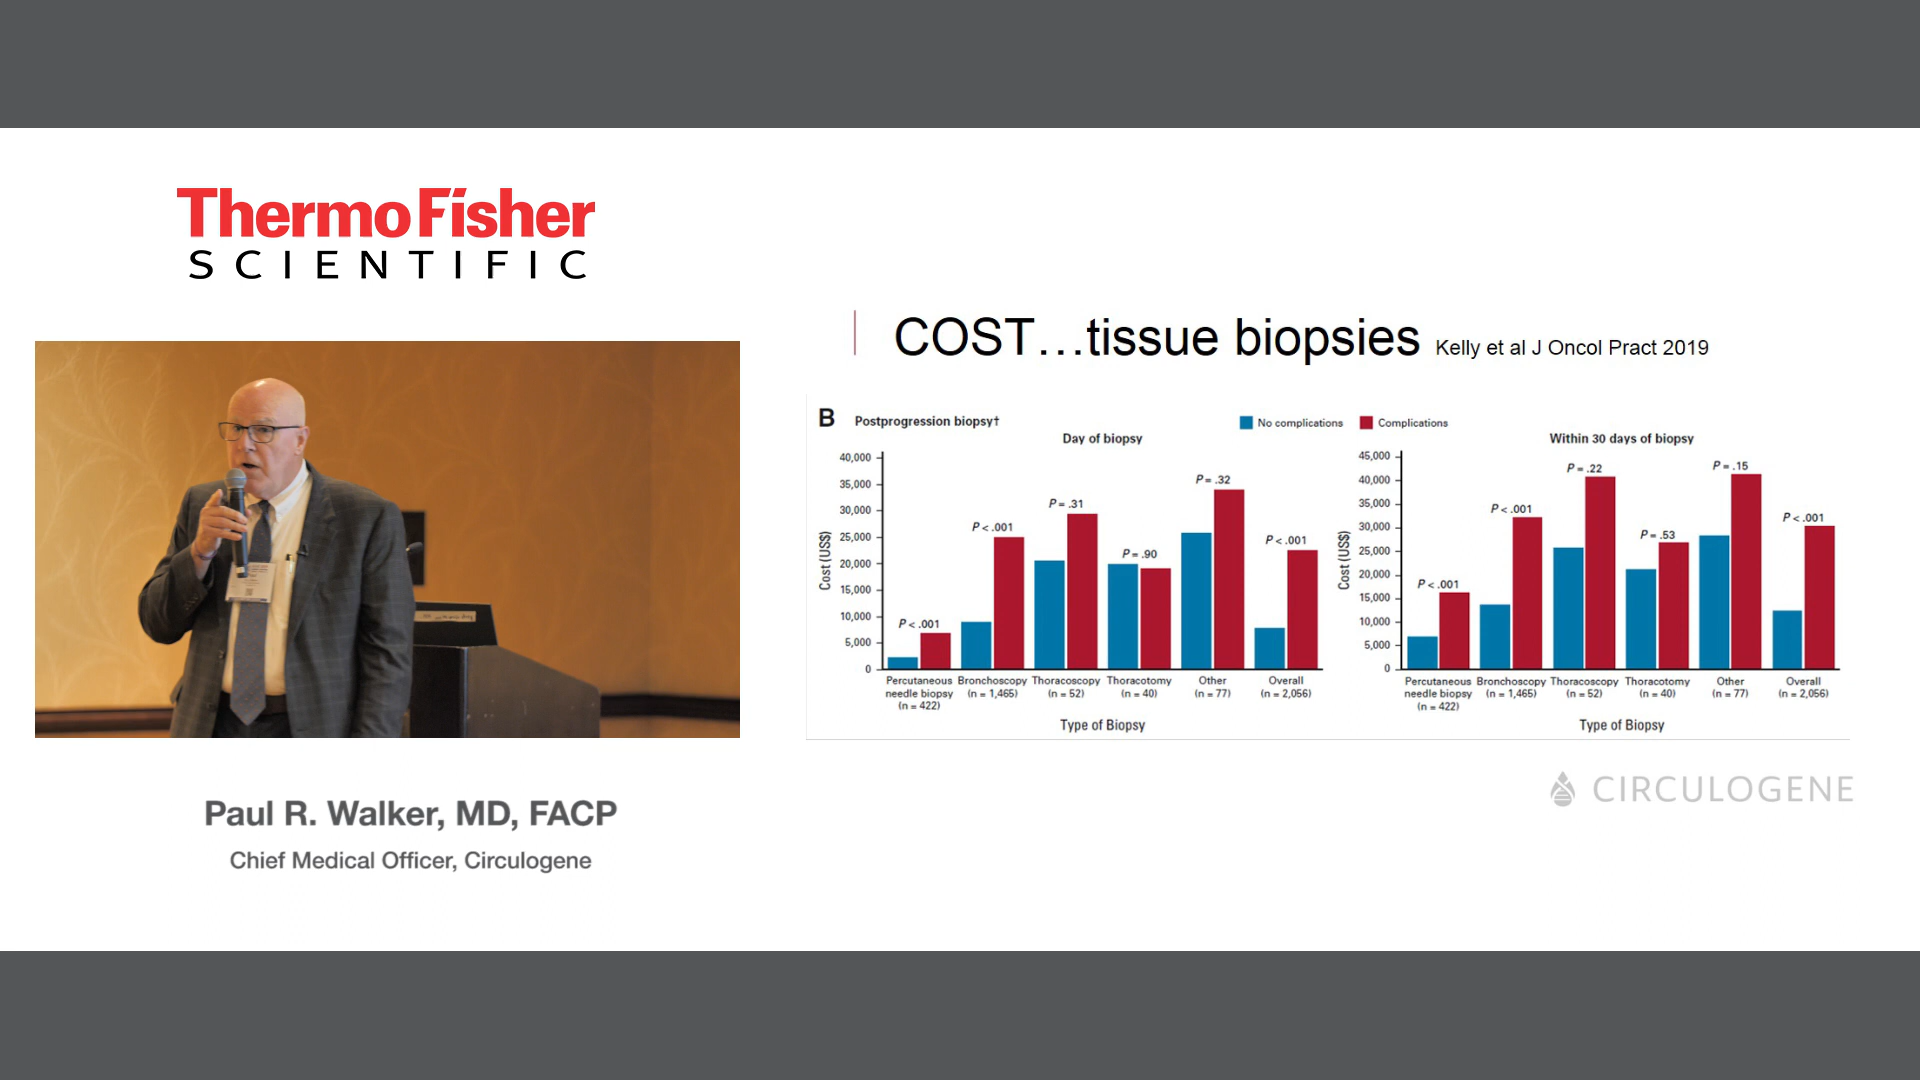 ThermoFisher
SCIENTIFIC
Paul R. Walker, MD, FACP
Chief Medical Officer, Circulogene
COST…tissue biopsies Kelly et al J Oncol Pract 2019
B Postprogression biopsy†
No complications Complications
Day of biopsy
Cost (US$)
40,000
35,000
30,000
25,000
20,000
15,000
10,000
5,000
0
P < .001
P < .001
P = .31
P = .90
P = .32
P < .001
Percutaneous needle biopsy (n = 422)
Bronchoscopy (n = 1,465)
Thoracoscopy (n = 52)
Thoracotomy (n = 40)
Other (n = 77)
Overall (n = 2,056)
Type of Biopsy
Within 30 days of biopsy
Cost (US$)
45,000
40,000
35,000
30,000
25,000
20,000
15,000
10,000
5,000
0
P < .001
P < .001
P = .22
P = .53
P = .15
P < .001
Percutaneous needle biopsy (n = 422)
Bronchoscopy (n = 1,465)
Thoracoscopy (n = 52)
Thoracotomy (n = 40)
Other (n = 77)
Overall (n = 2,056)
Type of Biopsy
CIRCULOGENE